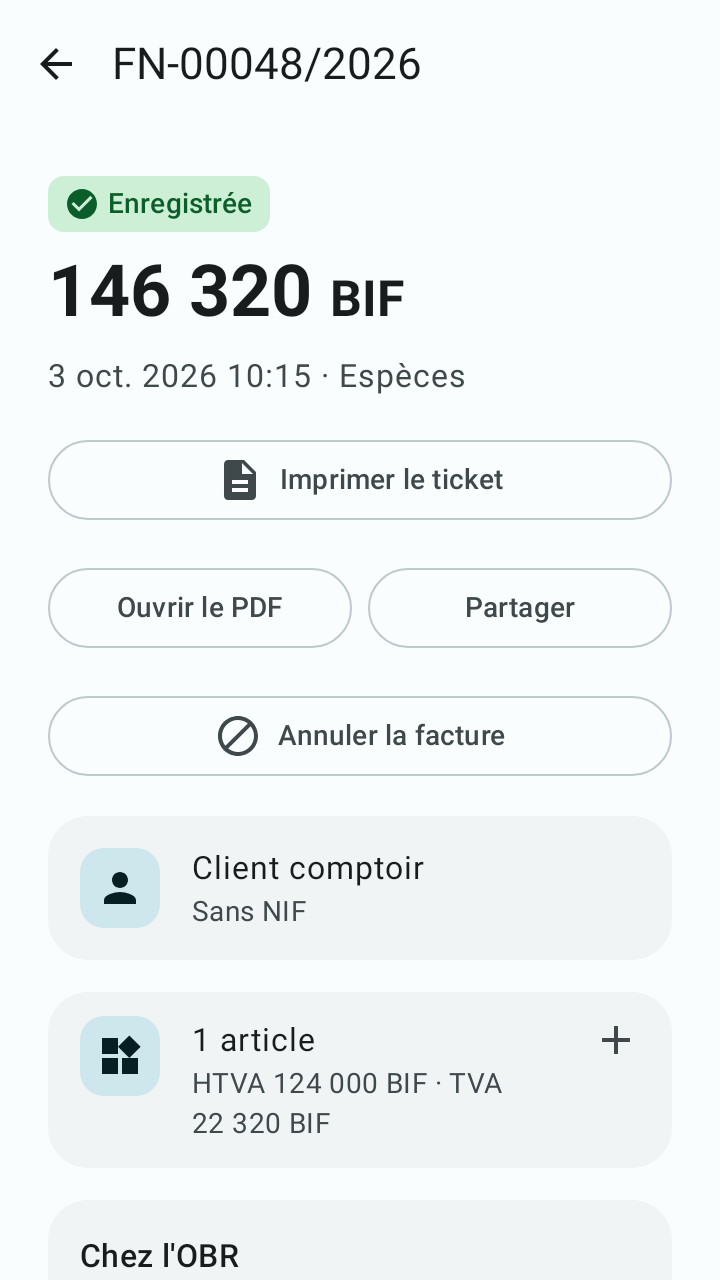 FN-00048/2026
Enregistrée
146 320 BIF
3 oct. 2026 10:15 · Espèces
Imprimer le ticket
Ouvrir le PDF
Partager
Annuler la facture
Client comptoir
Sans NIF
1 article
HTVA 124 000 BIF · TVA
22 320 BIF
Chez l'OBR